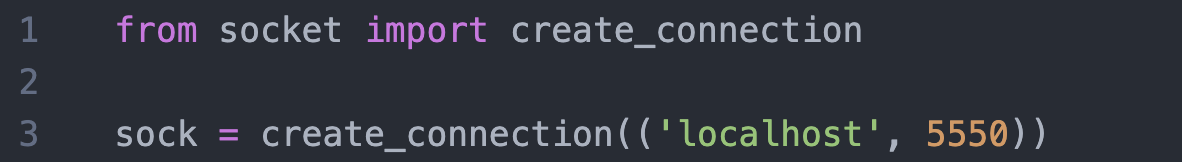 1 from socket import create_connection
2
3 sock = create_connection(('localhost', 5550))